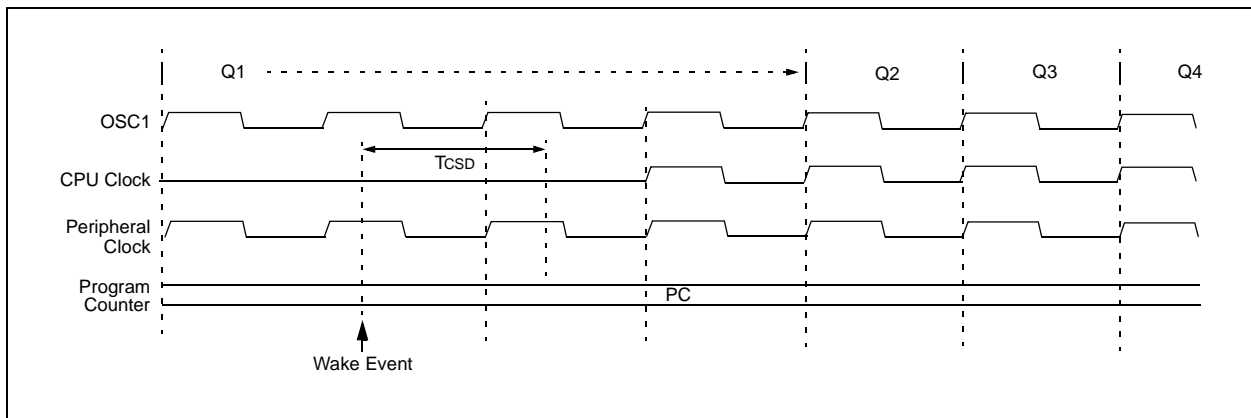 Q1 Q2 Q3 Q4
OSC1
TCSD
CPU Clock
Peripheral
Clock
Program
Counter
PC
Wake Event